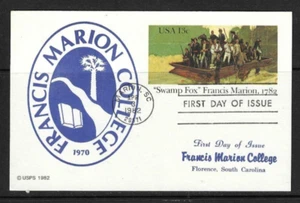 FRANCIS MARION COLLEGE
1970
© USPS 1982
USA 13c
"Swamp Fox" Francis Marion, 1782
FIRST DAY OF ISSUE
First Day of Issue
Francis Marion College
Florence, South Carolina